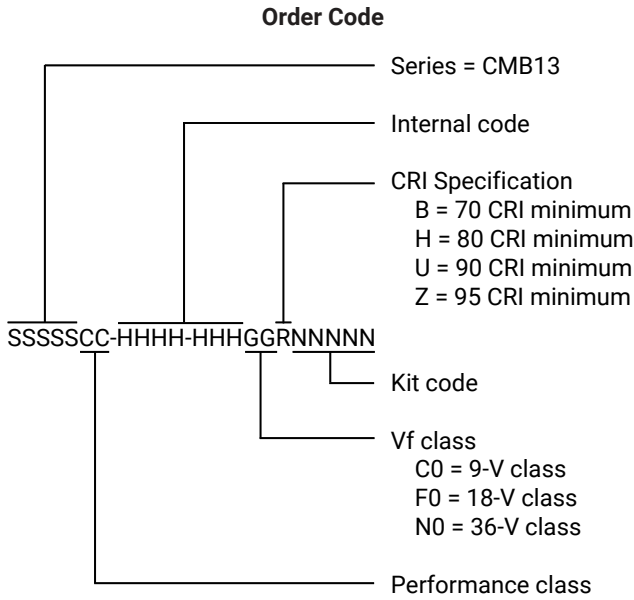 Order Code
Series = CMB13
Internal code
CRI Specification
B = 70 CRI minimum
H = 80 CRI minimum
U = 90 CRI minimum
Z = 95 CRI minimum
SSSSSCC-HHHH-HHHGGRNNNNN
Kit code
Vf class
C0 = 9-V class
F0 = 18-V class
N0 = 36-V class
Performance class